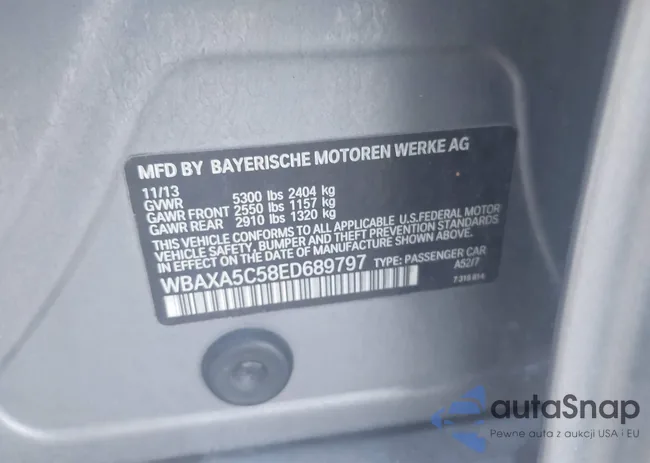 MFD BY BAYERISCHE MOTOREN WERKE AG
11/13
GVWR 5300 lbs 2404 kg
GAWR FRONT 2550 lbs 1157 kg
GAWR REAR 2910 lbs 1320 kg
THIS VEHICLE CONFORMS TO ALL APPLICABLE U.S. FEDERAL MOTOR
VEHICLE SAFETY, BUMPER AND THEFT PREVENTION STANDARDS
IN EFFECT ON THE DATE OF MANUFACTURE SHOWN ABOVE.
WBAXA5C58ED689797 TYPE: PASSENGER CAR
A52/7
autaSnap
Pewne auta z aukcji USA i EU